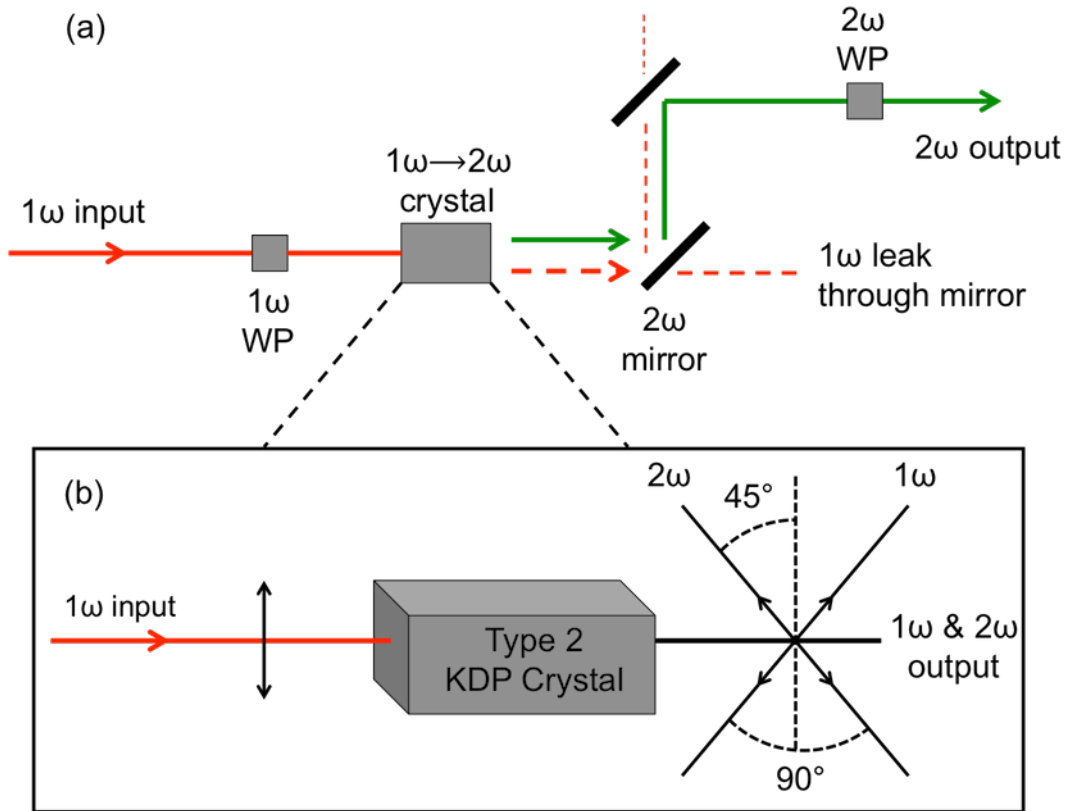 (a)
2ω
WP
2ω output
1ω⟶2ω
crystal
1ω input
1ω
WP
2ω
mirror
1ω leak
through mirror
(b)
2ω
45°
1ω
1ω input
Type 2
KDP Crystal
1ω & 2ω
output
90°